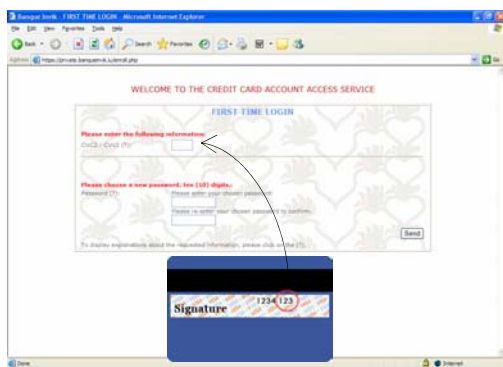 Banque Invik - FIRST TIME LOGIN - Microsoft Internet Explorer
File Edit View Favorites Tools Help
Back Search Favorites
Address https://private.banqueinvik.lu/enroll.php Go
WELCOME TO THE CREDIT CARD ACCOUNT ACCESS SERVICE
FIRST TIME LOGIN
Please enter the following information:
CVC2 / CVV2 (?):
Please choose a new password, ten (10) digits.:
Password (?): Please enter your chosen password:
Please re-enter your chosen password to confirm:
Send
To display explanations about the requested information, please click on the (?).
1234 123
Signature
Done Internet